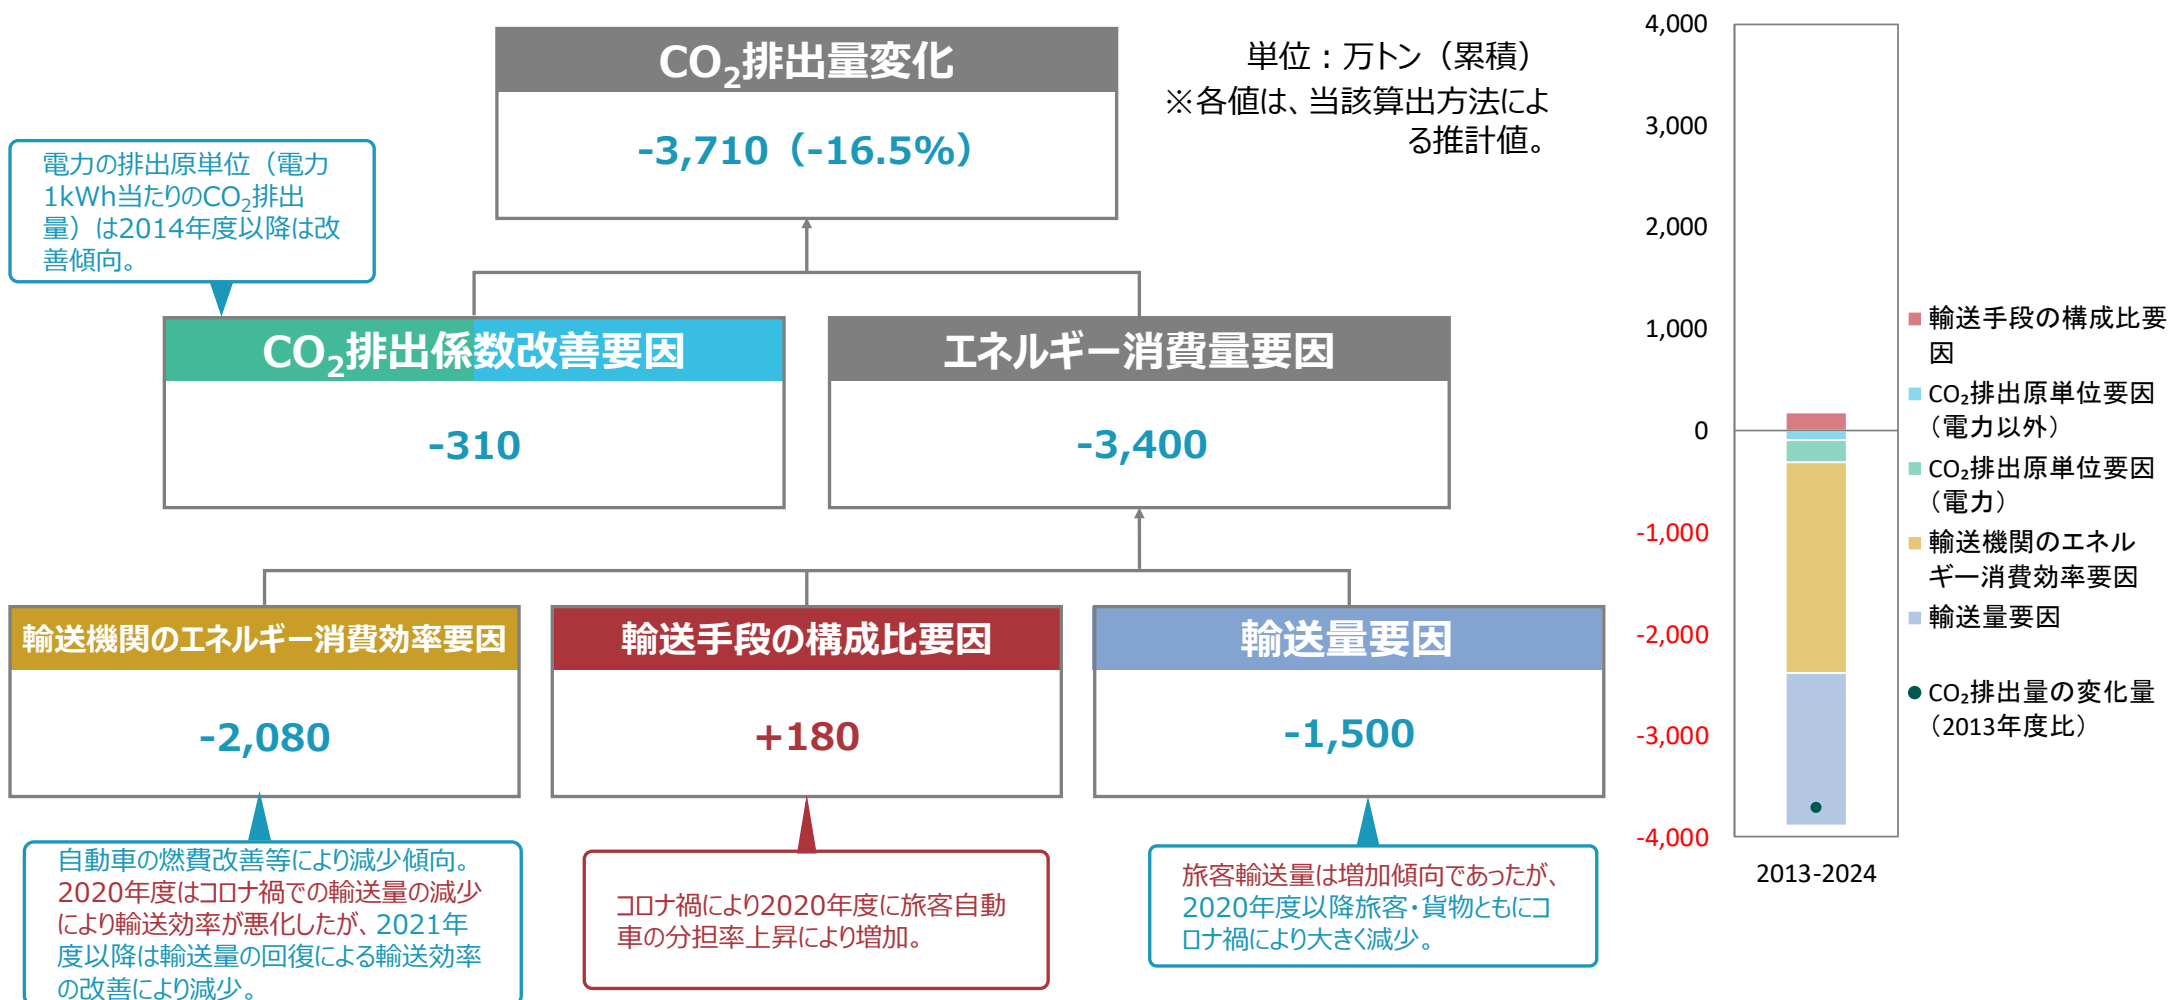 CO₂排出量変化
-3,710（-16.5%）
単位：万トン（累積）
※各値は、当該算出方法によ
る推計値。
電力の排出原単位（電力
1kWh当たりのCO₂排出
量）は2014年度以降は改
善傾向。
CO₂排出係数改善要因
-310
エネルギー消費量要因
-3,400
輸送機関のエネルギー消費効率要因
-2,080
輸送手段の構成比要因
+180
輸送量要因
-1,500
自動車の燃費改善等により減少傾向。
2020年度はコロナ禍での輸送量の減少
により輸送効率が悪化したが、2021年
度以降は輸送量の回復による輸送効率
の改善により減少。
コロナ禍により2020年度に旅客自動
車の分担率上昇により増加。
旅客輸送量は増加傾向であったが、
2020年度以降旅客・貨物ともにコ
ロナ禍により大きく減少。
4,000
3,000
2,000
1,000
0
-1,000
-2,000
-3,000
-4,000
2013-2024
輸送手段の構成比要
因
CO₂排出原単位要因
（電力以外）
CO₂排出原単位要因
（電力）
輸送機関のエネル
ギー消費効率要因
輸送量要因
CO₂排出量の変化量
（2013年度比）